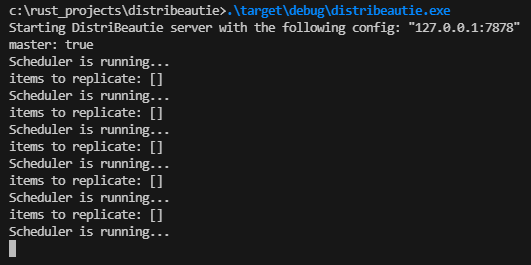 c:\rust_projects\distribeautie>.\target\debug\distribeautie.exe
Starting DistriBeautie server with the following config: "127.0.0.1:7878"
master: true
Scheduler is running...
items to replicate: []
Scheduler is running...
items to replicate: []
Scheduler is running...
items to replicate: []
Scheduler is running...
items to replicate: []
Scheduler is running...
items to replicate: []
Scheduler is running...